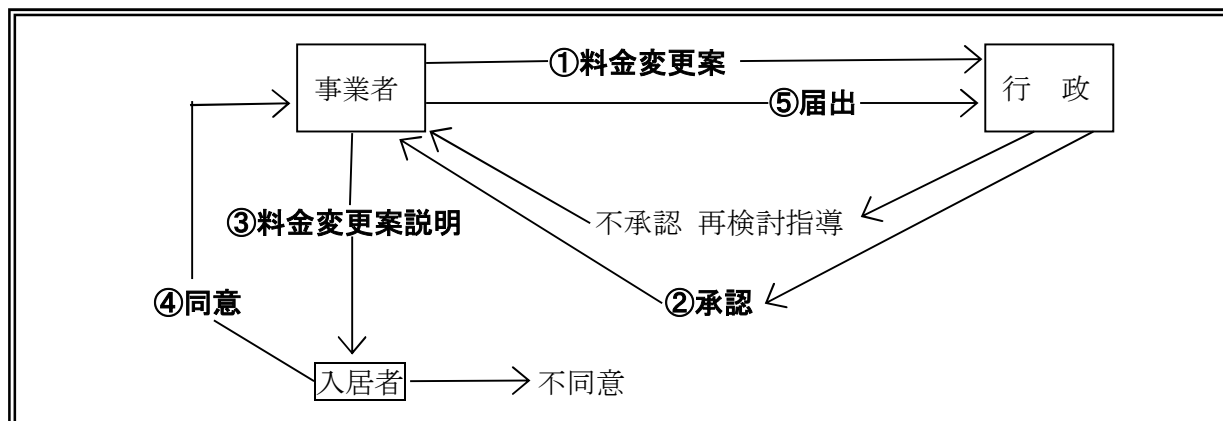 ①料金変更案
事業者
行 政
⑤届出
③料金変更案説明
不承認 再検討指導
④同意
②承認
入居者
不同意